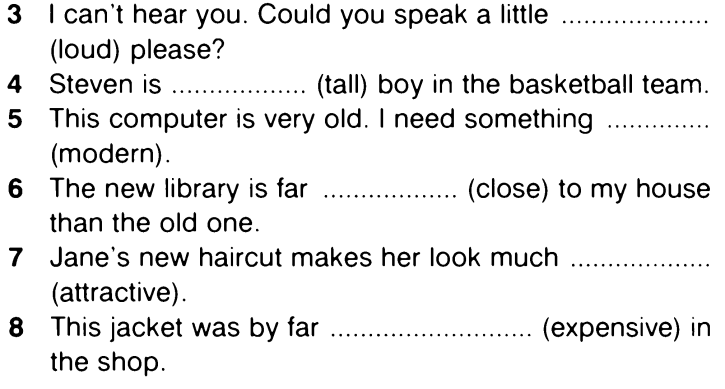 3 I can't hear you. Could you speak a little ....................
(loud) please?
4 Steven is .................. (tall) boy in the basketball team.
5 This computer is very old. I need something ..............
(modern).
6 The new library is far .................. (close) to my house
than the old one.
7 Jane's new haircut makes her look much ...................
(attractive).
8 This jacket was by far ........................... (expensive) in
the shop.